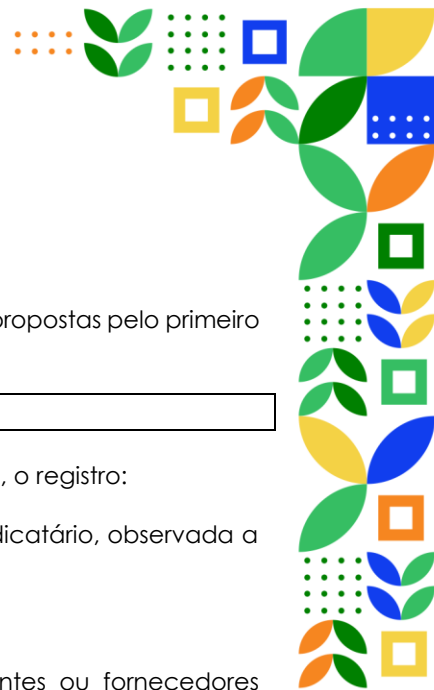 propostas pelo primeiro
, o registro:
dicatário, observada a
ntes ou fornecedores